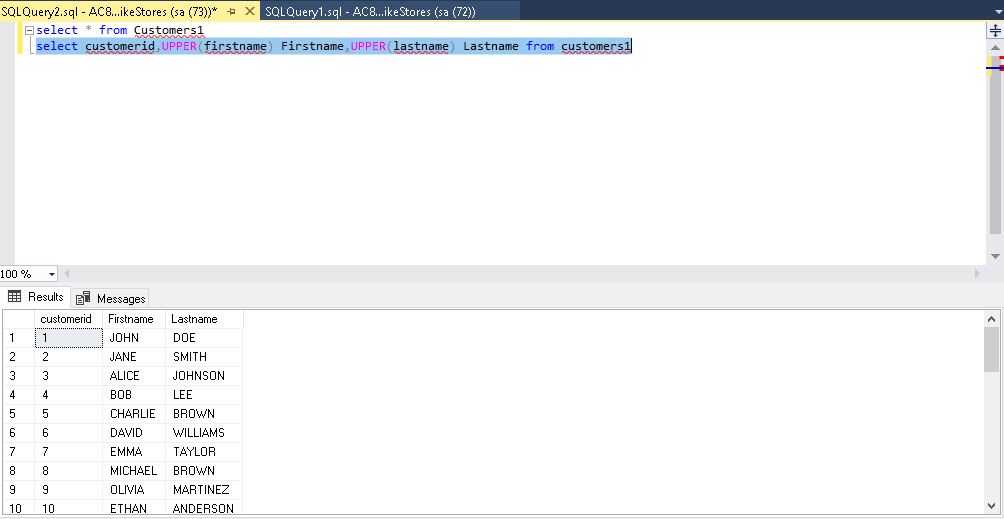 SQLQuery2.sql - AC8...ikeStores (sa (73))* SQLQuery1.sql - AC8...ikeStores (sa (72))
select * from Customers1
select customerid,UPPER(firstname) Firstname,UPPER(lastname) Lastname from customers1
100 %
Results Messages
customerid Firstname Lastname
1 1 JOHN DOE
2 2 JANE SMITH
3 3 ALICE JOHNSON
4 4 BOB LEE
5 5 CHARLIE BROWN
6 6 DAVID WILLIAMS
7 7 EMMA TAYLOR
8 8 MICHAEL BROWN
9 9 OLIVIA MARTINEZ
10 10 ETHAN ANDERSON